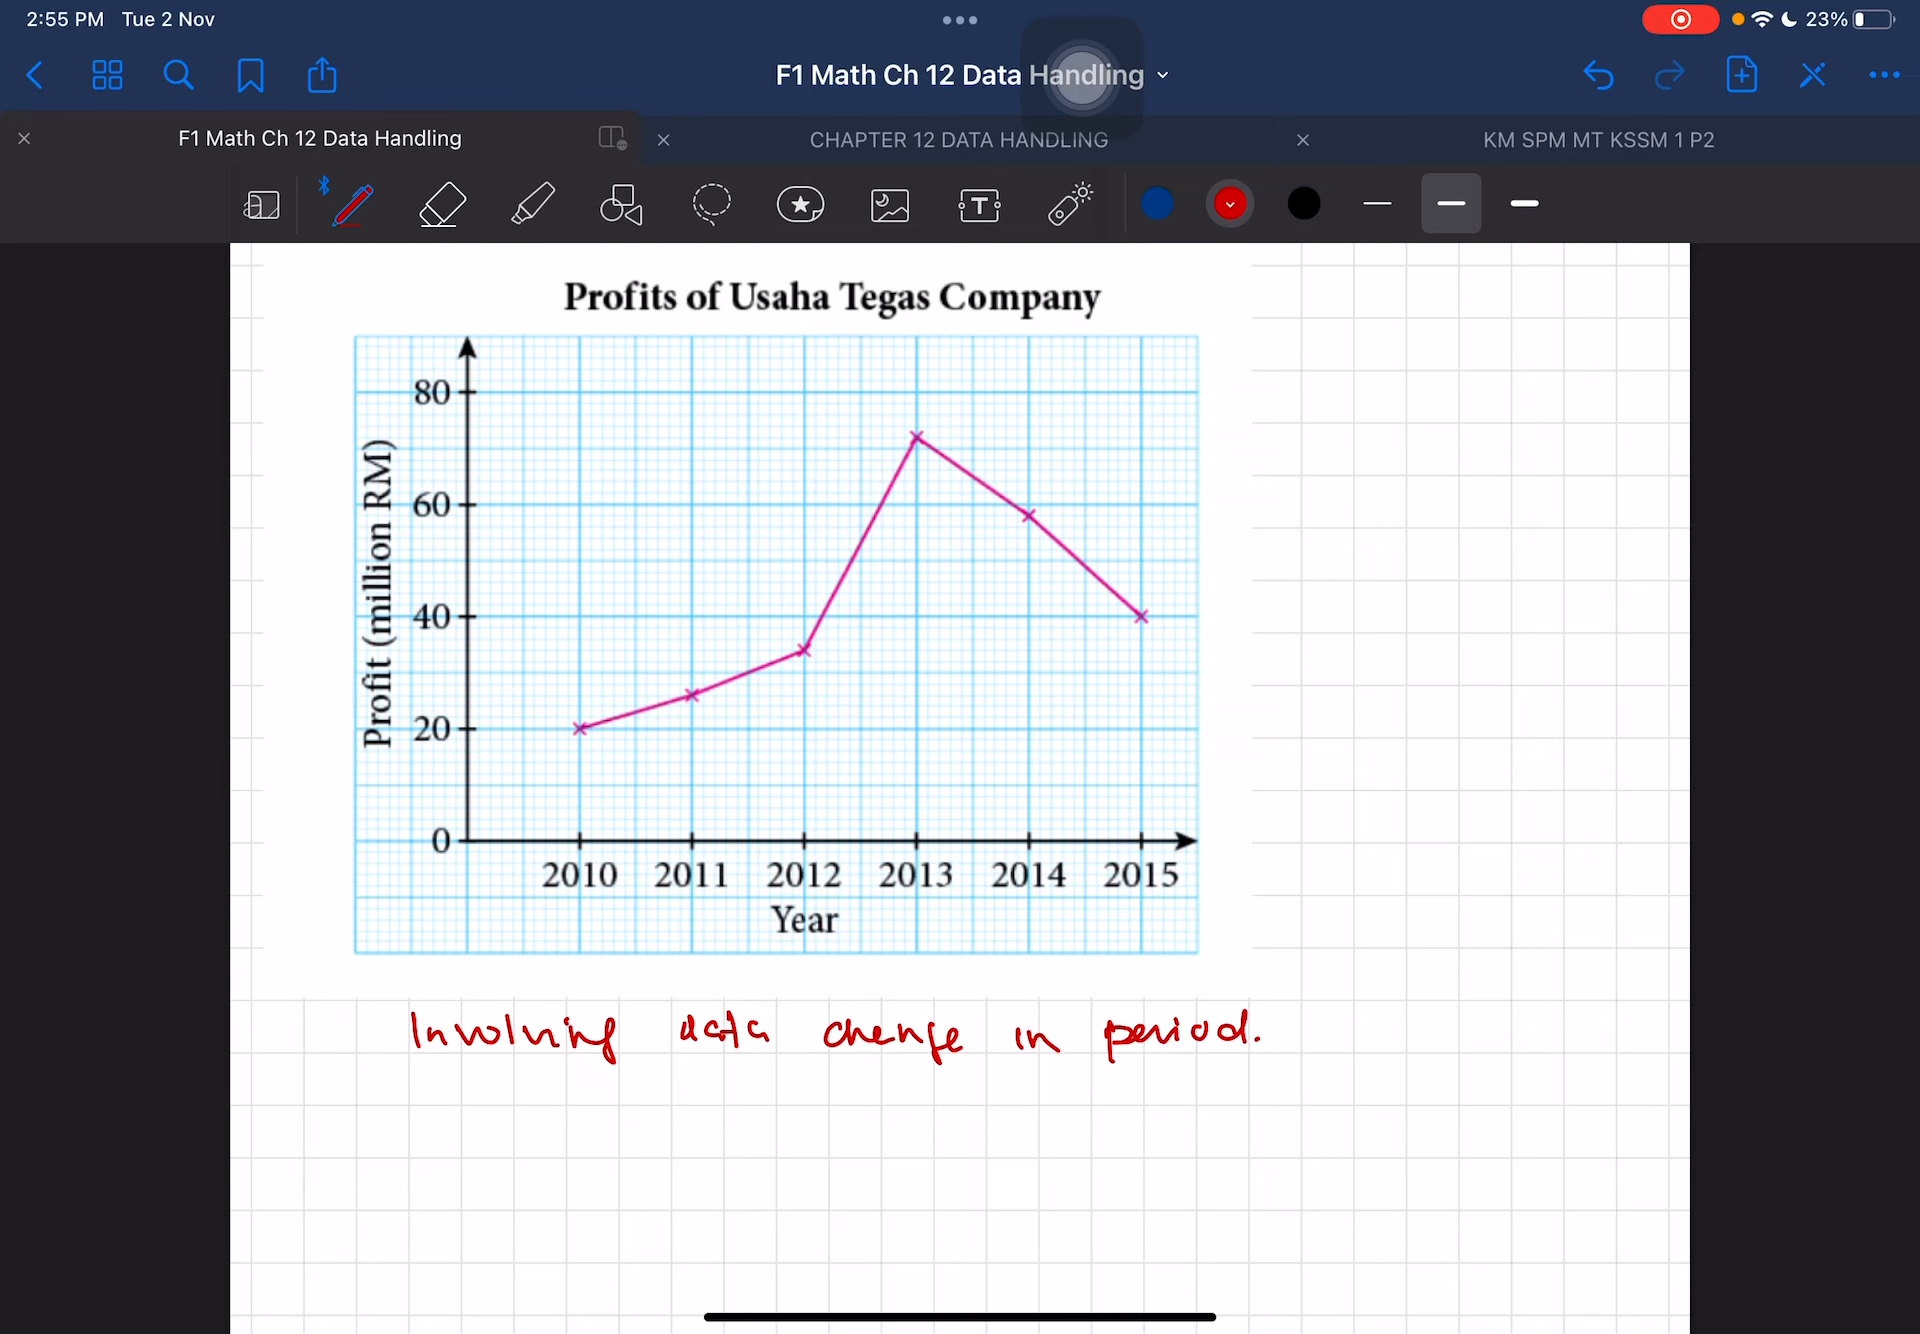 2:55 PM Tue 2 Nov
23%
F1 Math Ch 12 Data Handling
F1 Math Ch 12 Data Handling
CHAPTER 12 DATA HANDLING
KM SPM MT KSSM 1 P2
Profits of Usaha Tegas Company
Profit (million RM)
80
60
40
20
0
2010 2011 2012 2013 2014 2015
Year
Involving data change in period.